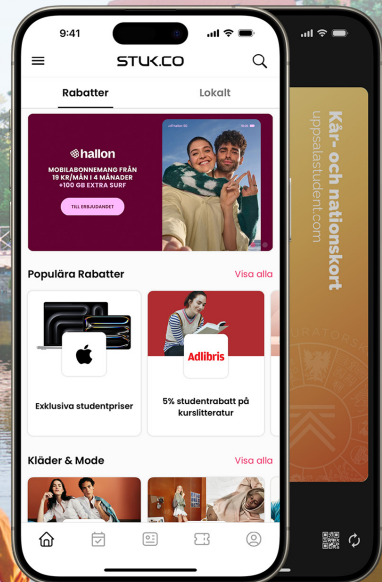 9:41
STUK.CO
Rabatter
Lokalt
hallon
MOBILABONNEMANG FRÅN
19 KR/MÅN I 4 MÅNADER
+100 GB EXTRA SURF
TILL ERBJUDANDET
Populära Rabatter
Visa alla
Exklusiva studentpriser
Adlibris
5% studentrabatt på
kurslitteratur
Kläder & Mode
Visa alla
Kår- och nationskort
uppsalastudent.com